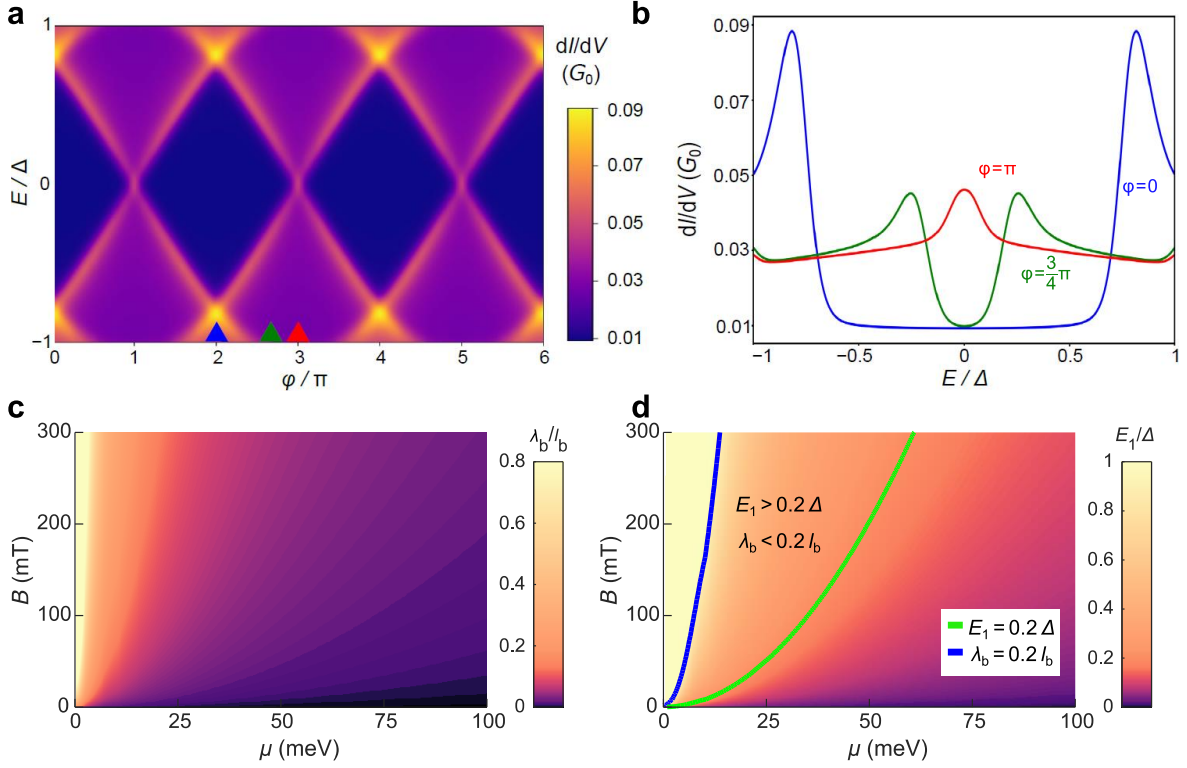 a
1
0
−1
E / Δ
0
1
2
3
4
5
6
φ / π
dI/dV
(G₀)
0.09
0.07
0.05
0.03
0.01
b
0.09
0.07
0.05
0.03
0.01
dI/dV (G₀)
φ=π
φ=0
φ=3/4π
−1
−0.5
0
0.5
1
E / Δ
c
300
200
100
0
B (mT)
0
25
50
75
100
μ (meV)
λb/lb
0.8
0.6
0.4
0.2
0
d
300
200
100
0
B (mT)
E₁ > 0.2 Δ
λb < 0.2 lb
E₁ = 0.2 Δ
λb = 0.2 lb
0
25
50
75
100
μ (meV)
E₁/Δ
1
0.8
0.6
0.4
0.2
0